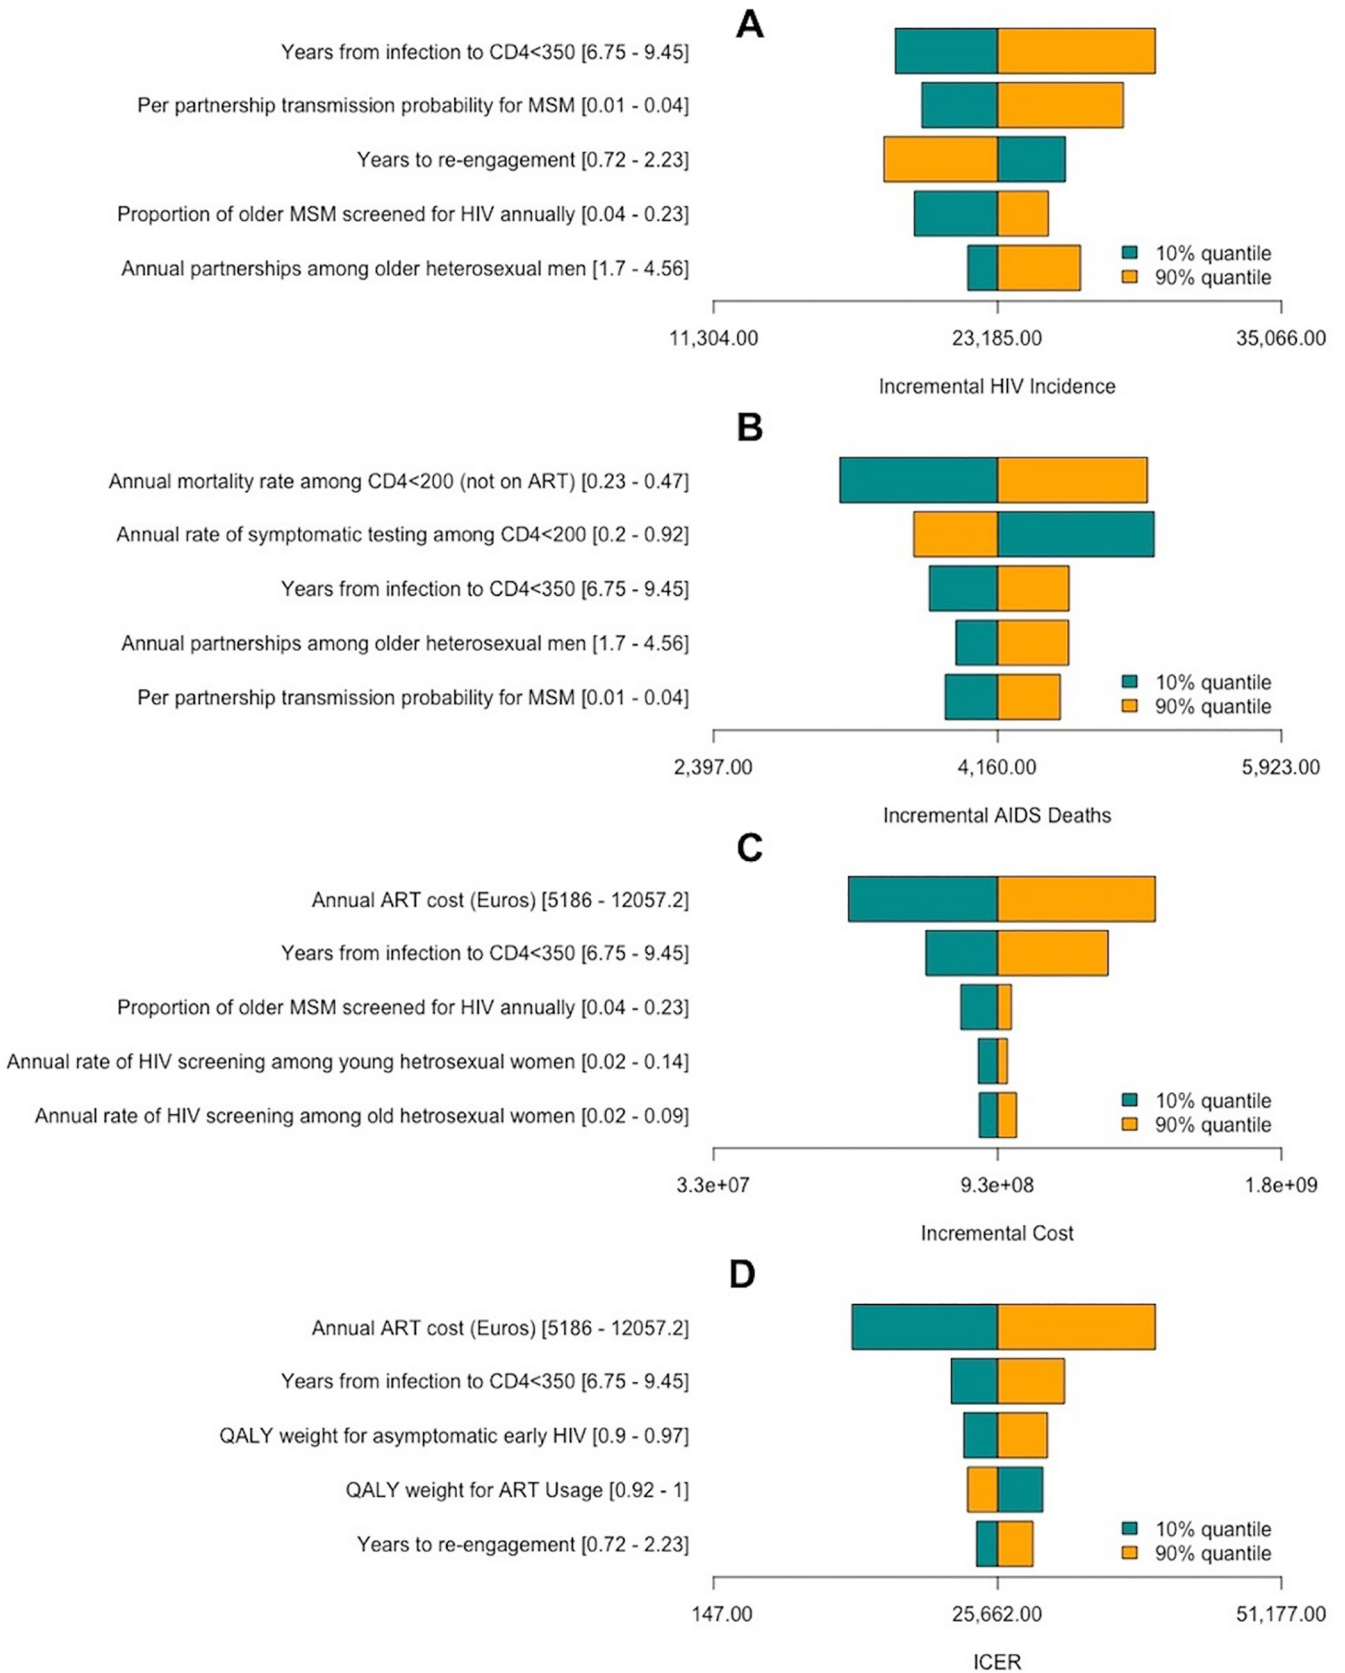 A
Years from infection to CD4<350 [6.75 - 9.45]
Per partnership transmission probability for MSM [0.01 - 0.04]
Years to re-engagement [0.72 - 2.23]
Proportion of older MSM screened for HIV annually [0.04 - 0.23]
Annual partnerships among older heterosexual men [1.7 - 4.56]
10% quantile
90% quantile
11,304.00 23,185.00 35,066.00
Incremental HIV Incidence
B
Annual mortality rate among CD4<200 (not on ART) [0.23 - 0.47]
Annual rate of symptomatic testing among CD4<200 [0.2 - 0.92]
Years from infection to CD4<350 [6.75 - 9.45]
Annual partnerships among older heterosexual men [1.7 - 4.56]
Per partnership transmission probability for MSM [0.01 - 0.04]
10% quantile
90% quantile
2,397.00 4,160.00 5,923.00
Incremental AIDS Deaths
C
Annual ART cost (Euros) [5186 - 12057.2]
Years from infection to CD4<350 [6.75 - 9.45]
Proportion of older MSM screened for HIV annually [0.04 - 0.23]
Annual rate of HIV screening among young hetrosexual women [0.02 - 0.14]
Annual rate of HIV screening among old hetrosexual women [0.02 - 0.09]
10% quantile
90% quantile
3.3e+07 9.3e+08 1.8e+09
Incremental Cost
D
Annual ART cost (Euros) [5186 - 12057.2]
Years from infection to CD4<350 [6.75 - 9.45]
QALY weight for asymptomatic early HIV [0.9 - 0.97]
QALY weight for ART Usage [0.92 - 1]
Years to re-engagement [0.72 - 2.23]
10% quantile
90% quantile
147.00 25,662.00 51,177.00
ICER